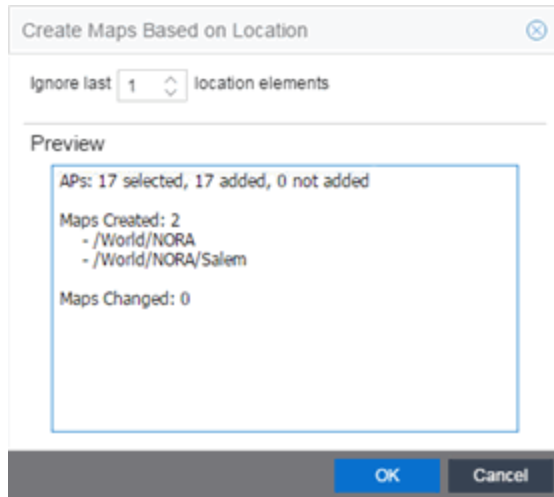 Create Maps Based on Location
Ignore last 1 location elements
Preview
APs: 17 selected, 17 added, 0 not added
Maps Created: 2
- /World/NORA
- /World/NORA/Salem
Maps Changed: 0
OK Cancel